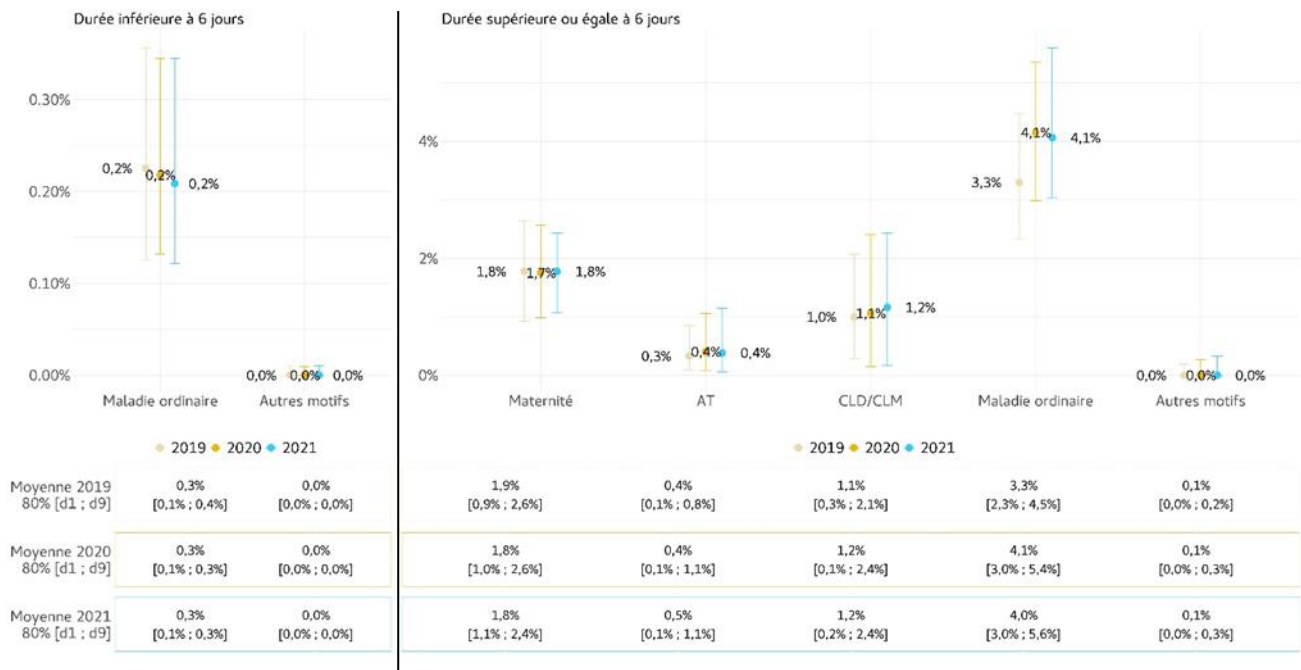 Durée inférieure à 6 jours
0.30%
0.20%
0.10%
0.00%
0,2%
0,2%
0,2%
0,0%
0,0%
0,0%
Maladie ordinaire
Autres motifs
2019 2020 2021
Durée supérieure ou égale à 6 jours
4%
2%
0%
1,8%
1,7%
1,8%
0,3%
0,4%
0,4%
1,0%
1,1%
1,2%
3,3%
4,1%
4,1%
0,0%
0,0%
0,0%
Maternité
AT
CLD/CLM
Maladie ordinaire
Autres motifs
2019 2020 2021
Moyenne 2019 0,3% 0,0% 1,9% 0,4% 1,1% 3,3% 0,1%
80% [d1 ; d9] [0,1% ; 0,4%] [0,0% ; 0,0%] [0,9% ; 2,6%] [0,1% ; 0,8%] [0,3% ; 2,1%] [2,3% ; 4,5%] [0,0% ; 0,2%]
Moyenne 2020 0,3% 0,0% 1,8% 0,4% 1,2% 4,1% 0,1%
80% [d1 ; d9] [0,1% ; 0,3%] [0,0% ; 0,0%] [1,0% ; 2,6%] [0,1% ; 1,1%] [0,1% ; 2,4%] [3,0% ; 5,4%] [0,0% ; 0,3%]
Moyenne 2021 0,3% 0,0% 1,8% 0,5% 1,2% 4,0% 0,1%
80% [d1 ; d9] [0,1% ; 0,3%] [0,0% ; 0,0%] [1,1% ; 2,4%] [0,1% ; 1,1%] [0,2% ; 2,4%] [3,0% ; 5,6%] [0,0% ; 0,3%]